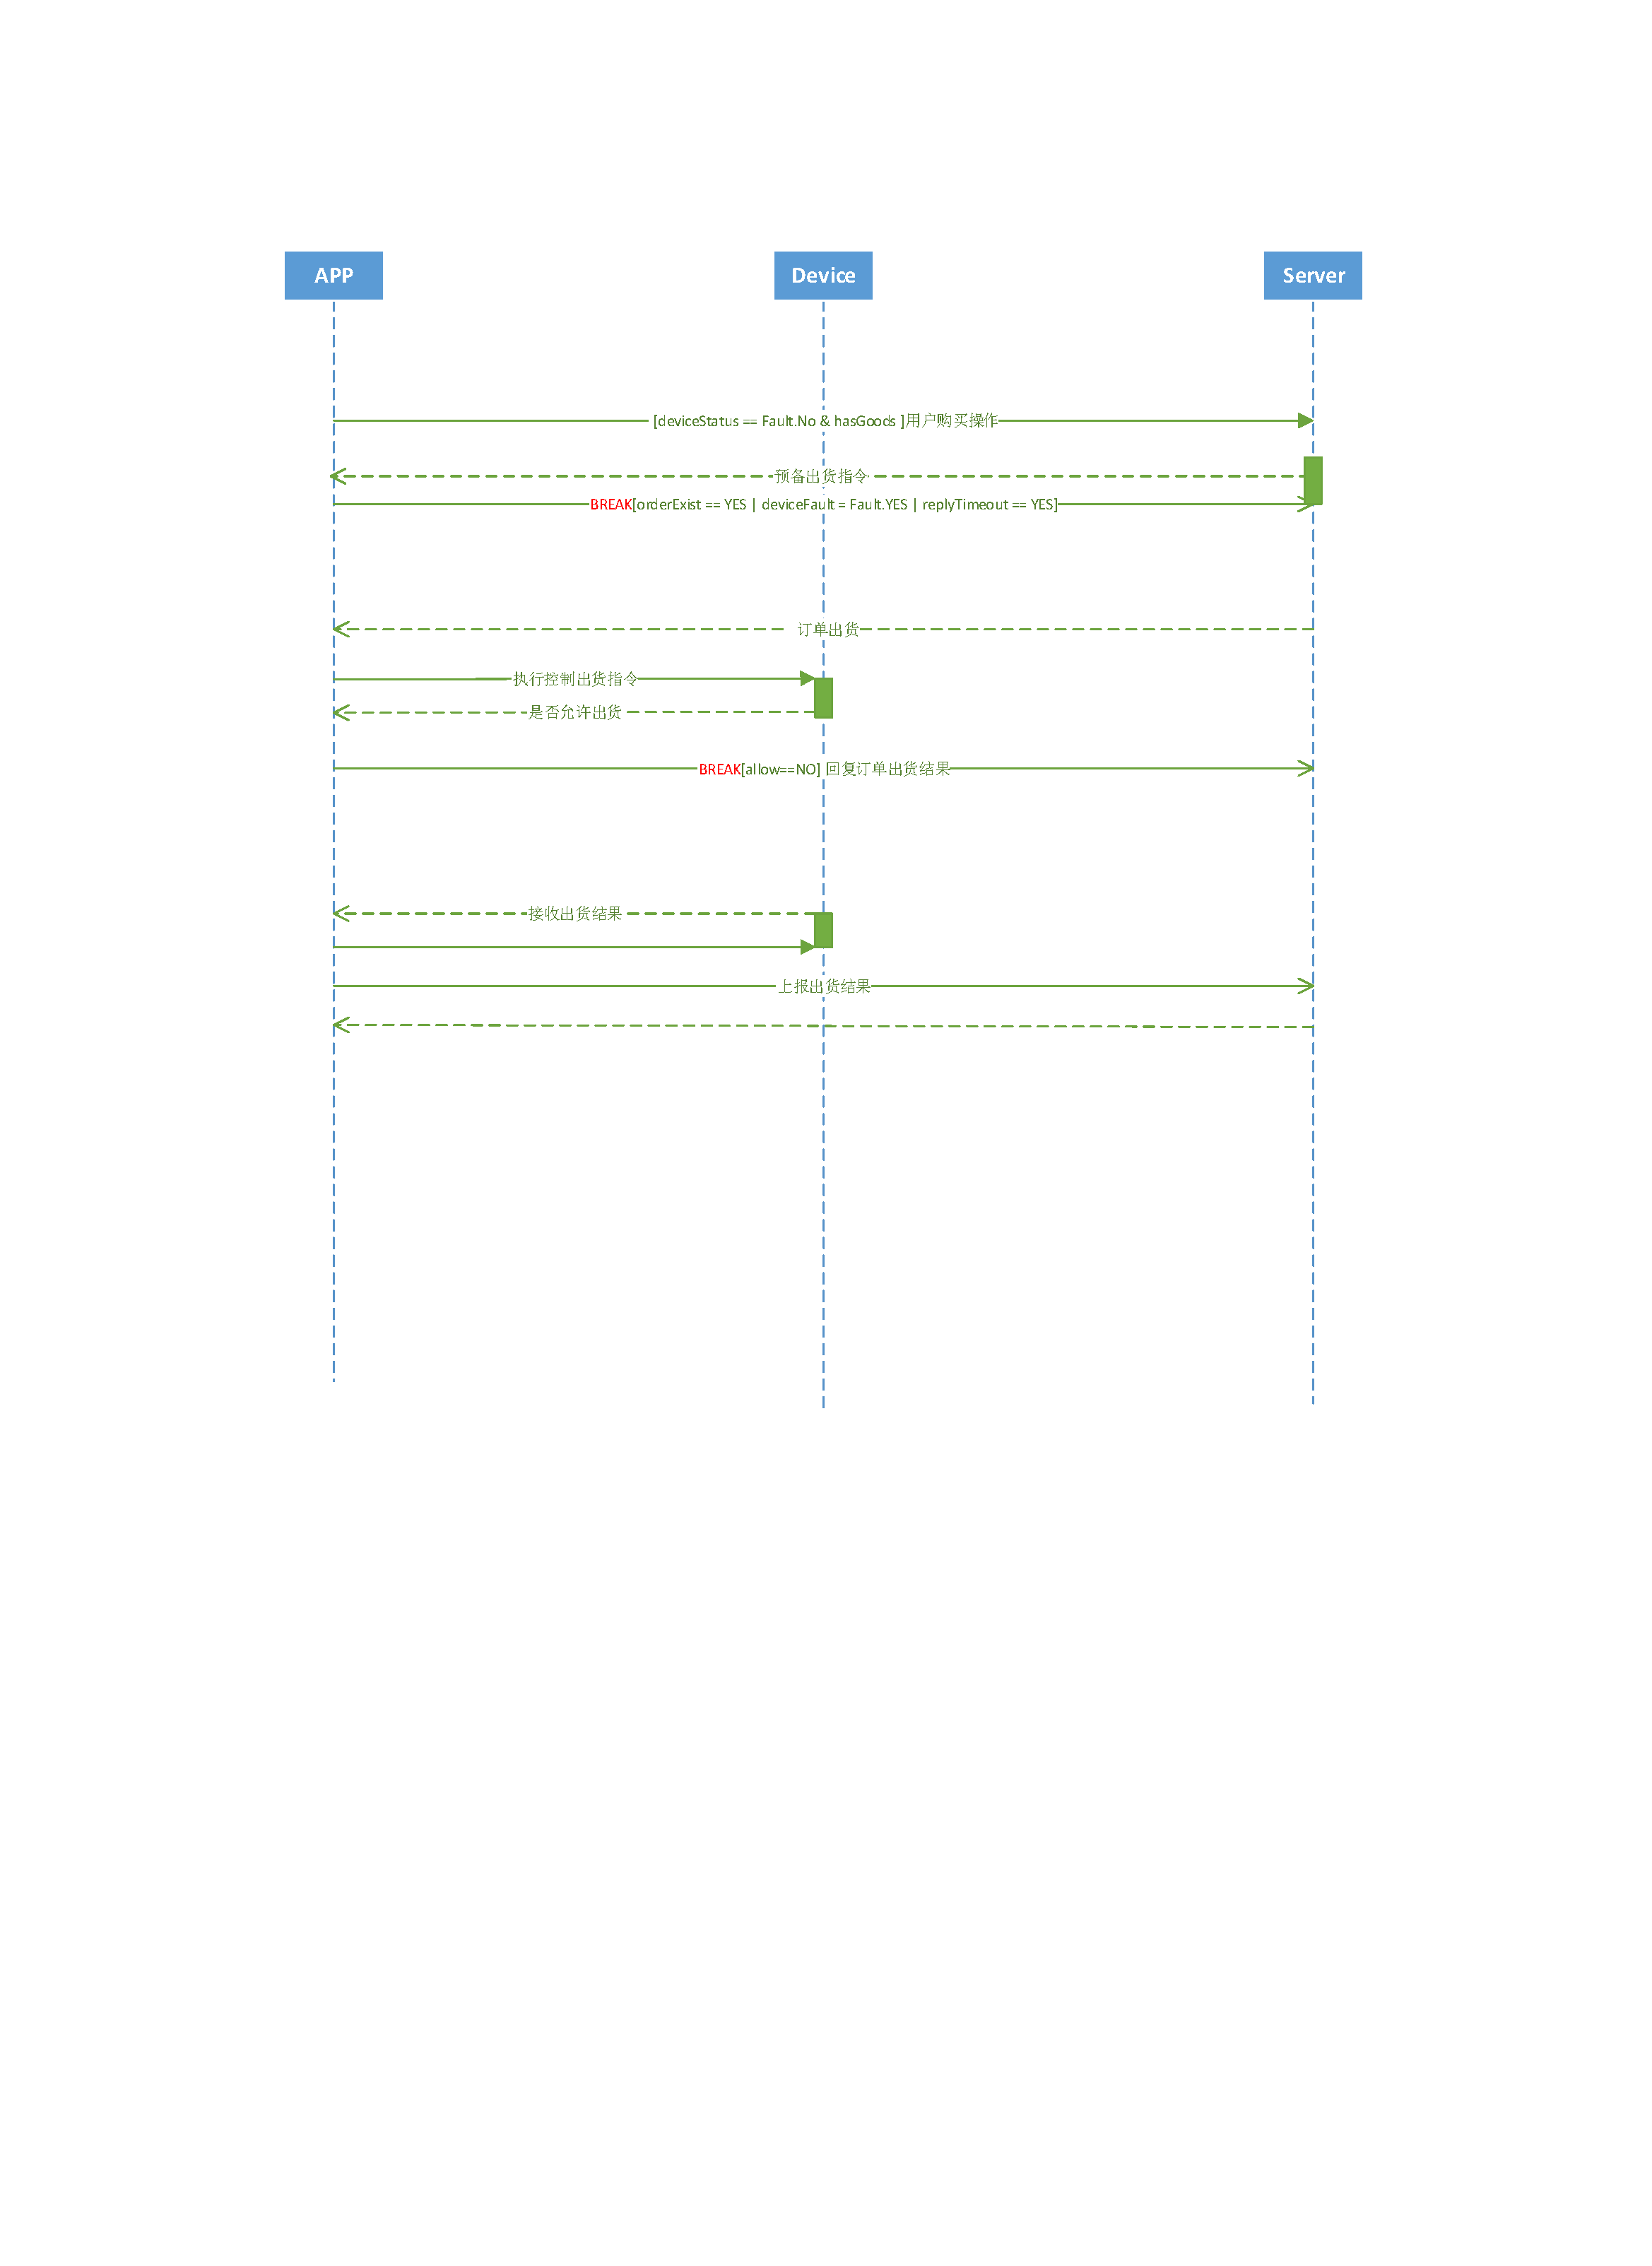 APP
Device
Server
[deviceStatus == Fault.No & hasGoods ]用户购买操作
预备出货指令
BREAK[orderExist == YES | deviceFault = Fault.YES | replyTimeout == YES]
订单出货
执行控制出货指令
是否允许出货
BREAK[allow==NO] 回复订单出货结果
接收出货结果
上报出货结果